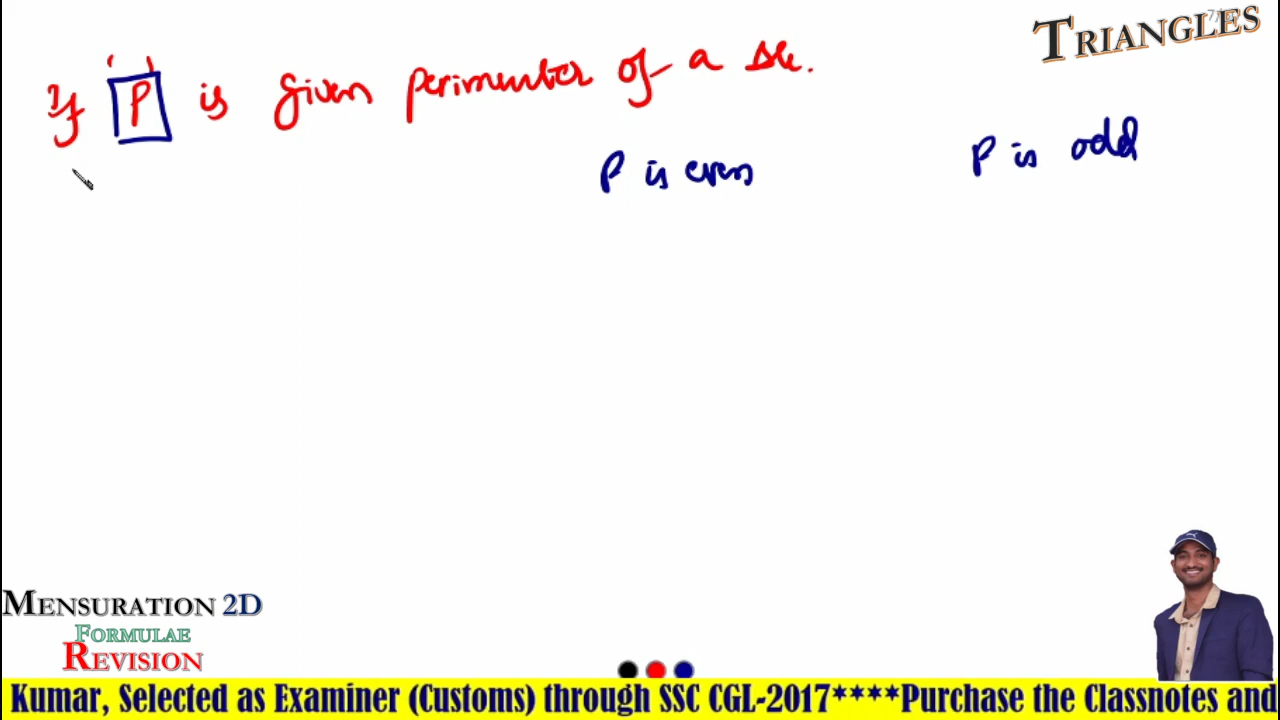 TRIANGLES
If P is given perimenter of a Δle.
P is even
P is odd
MENSURATION 2D
FORMULAE
REVISION
Kumar, Selected as Examiner (Customs) through SSC CGL-2017****Purchase the Classnotes and